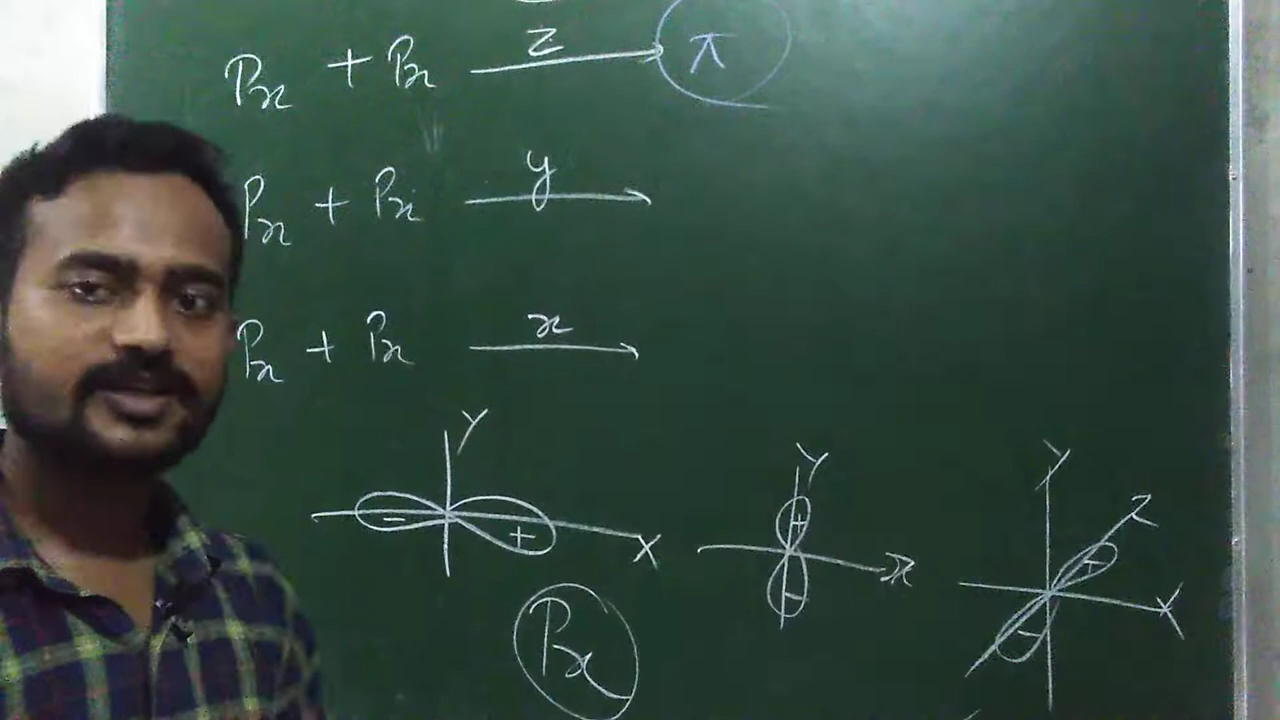 Px + Px z→ π
Px + Px y→
Px + Px x→
Y
- + X
Y
+ x
-
Y
Z
+ X
-
Px